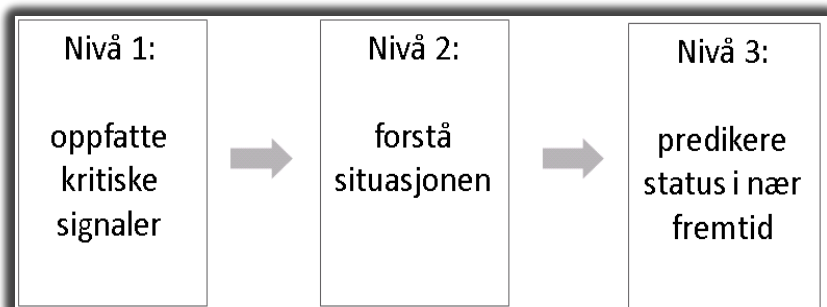 Nivå 1:
oppfatte
kritiske
signaler
Nivå 2:
forstå
situasjonen
Nivå 3:
predikere
status i nær
fremtid